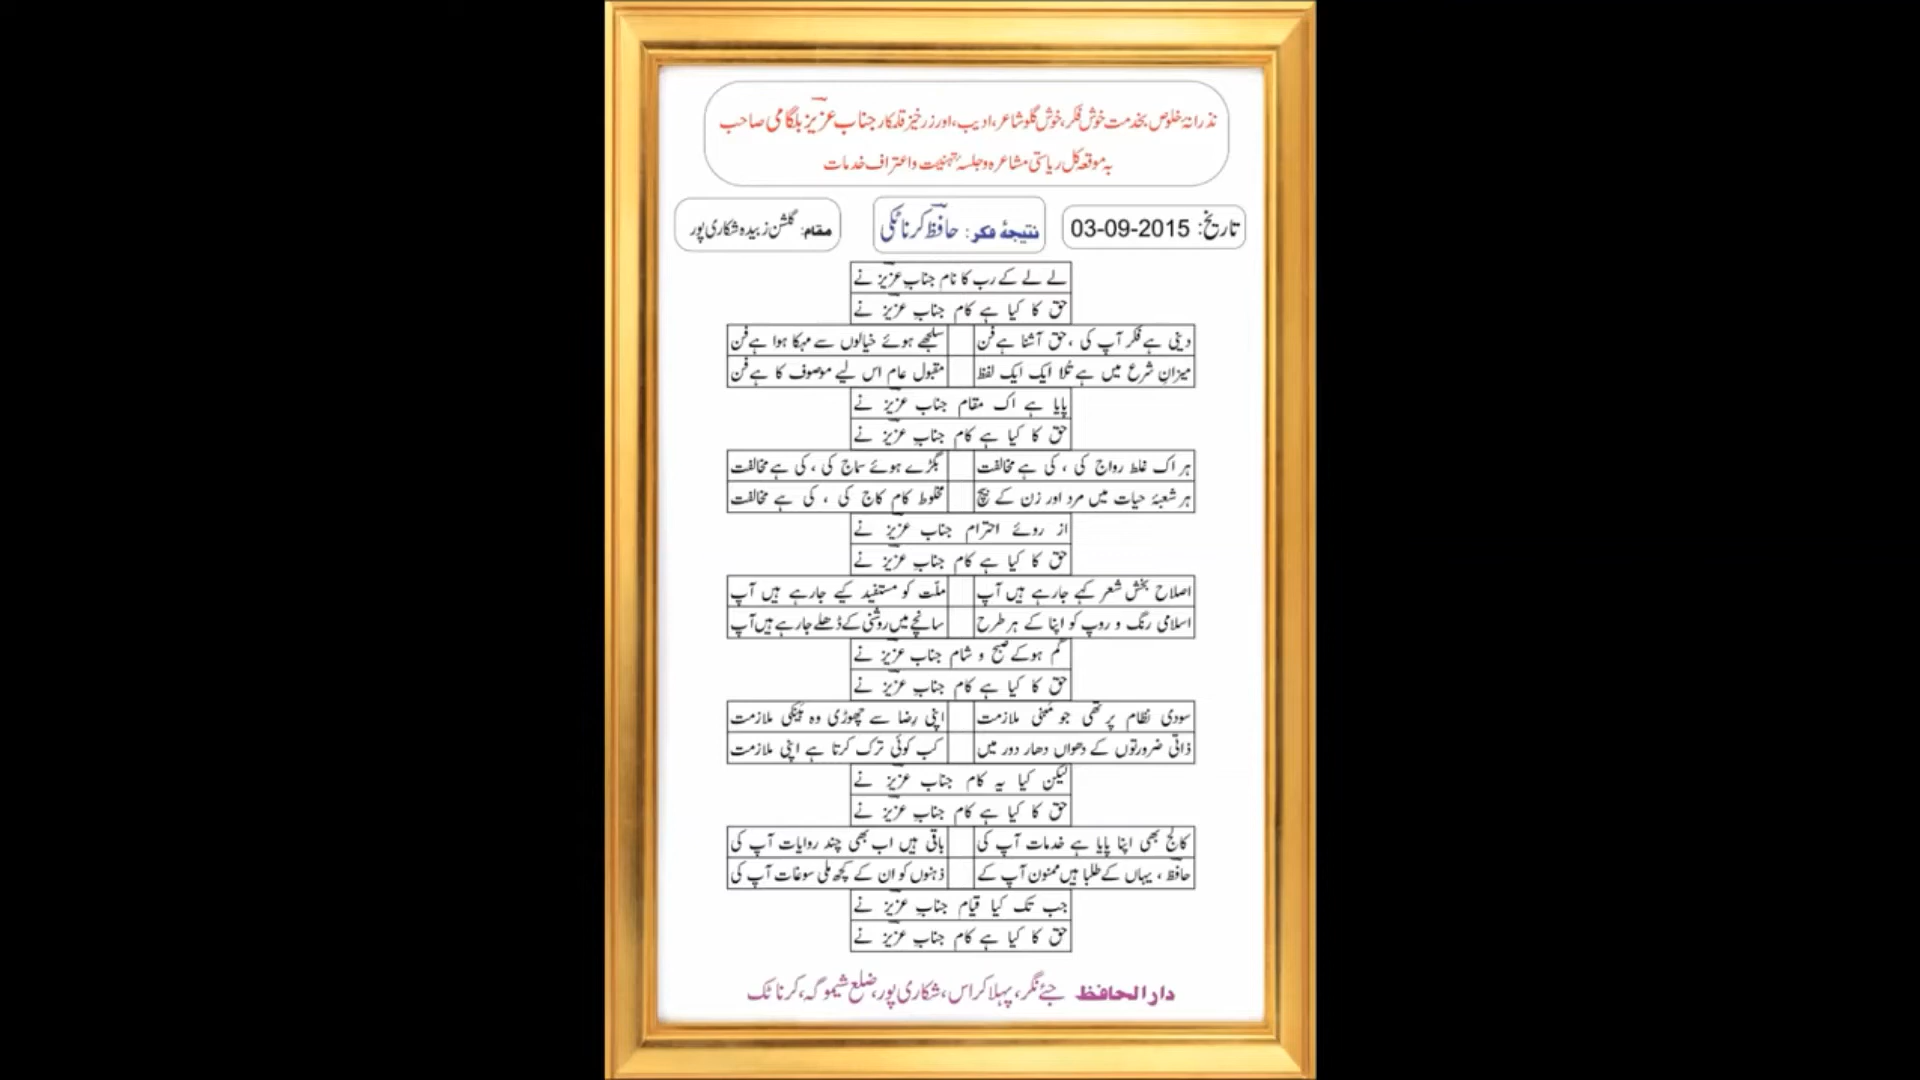 نذرانۂ خلوص بخدمت خوش فکر، خوش گلو شاعر، ادیب، اور زرخیز قلمکار جناب عزیز بلگامی صاحب
بہ موقعہ کل ریاستی مشاعرہ و جلسۂ تہنیت و اعتراف خدمات
تاریخ: 03-09-2015 نتیجۂ فکر: حافظ کرناٹکی مقام: گلشن زبیدہ شکاری پور
لے لے کے رب کا نام جنابِ عزیز نے
حق کا کیا ہے کام جنابِ عزیز نے
دینی ہے فکر آپ کی ، حق آشنا ہے فن سلجھے ہوئے خیالوں سے مہکا ہوا ہے فن
میزانِ شرع میں ہے تُلا ایک ایک لفظ مقبول عام اس لیے موصوف کا ہے فن
پایا ہے اک مقام جناب عزیز نے
حق کا کیا ہے کام جنابِ عزیز نے
ہر اک غلط رواج کی ، کی ہے مخالفت بگڑے ہوئے سماج کی ، کی ہے مخالفت
ہر شعبۂ حیات میں مرد اور زن کے بیچ مخلوط کام کاج کی ، کی ہے مخالفت
از روئے احترام جناب عزیز نے
حق کا کیا ہے کام جنابِ عزیز نے
اصلاح بخش شعر کہے جارہے ہیں آپ ملّت کو مستفید کیے جارہے ہیں آپ
اسلامی رنگ و روپ کو اپنا کے ہر طرح سانچے میں روشنی کے ڈھلے جارہے ہیں آپ
گم ہوکے صبح و شام جنابِ عزیز نے
حق کا کیا ہے کام جنابِ عزیز نے
سودی نظام پر تھی جو مبنی ملازمت اپنی رِضا سے چھوڑی وہ بینکی ملازمت
ذاتی ضرورتوں کے دھواں دھار دور میں کب کوئی ترک کرتا ہے اپنی ملازمت
لیکن کیا یہ کام جناب عزیز نے
حق کا کیا ہے کام جنابِ عزیز نے
کالج بھی اپنا پایا ہے خدمات آپ کی باقی ہیں اب بھی چند روایات آپ کی
حافظ ، یہاں کے طلبا ہیں ممنون آپ کے ذہنوں کو ان کے کچھ ملی سوغات آپ کی
جب تک کیا قیام جنابِ عزیز نے
حق کا کیا ہے کام جنابِ عزیز نے
دارالحافظ جئے نگر، پہلا کراس، شکاری پور، ضلع شیموگہ، کرناٹک